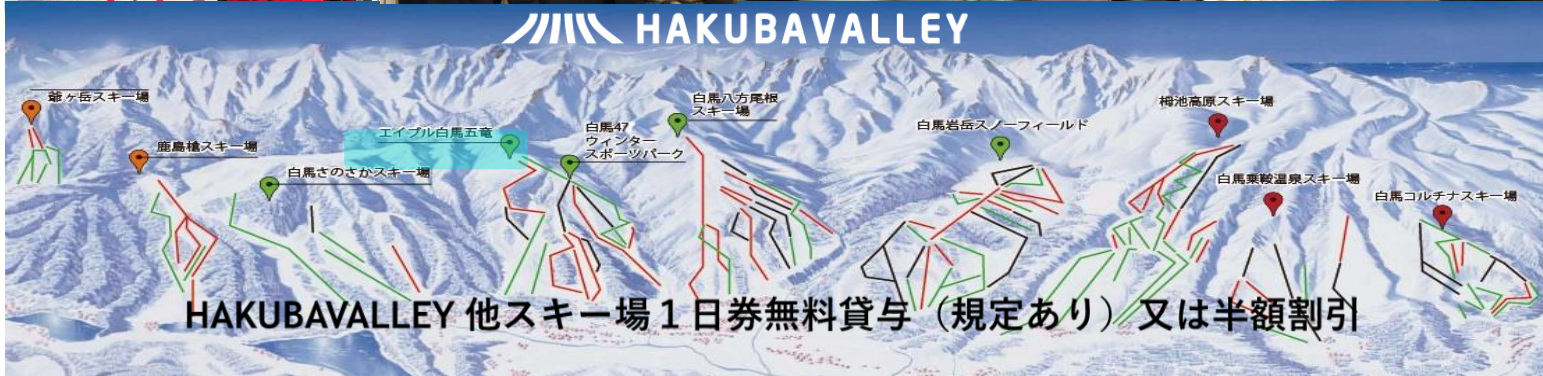 HAKUBAVALLEY
爺ヶ岳スキー場
鹿島槍スキー場
白馬さのさかスキー場
エイブル白馬五竜
白馬47
ウィンター
スポーツパーク
白馬八方尾根
スキー場
白馬岩岳スノーフィールド
栂池高原スキー場
白馬乗鞍温泉スキー場
白馬コルチナスキー場
HAKUBAVALLEY 他スキー場1日券無料貸与（規定あり）又は半額割引